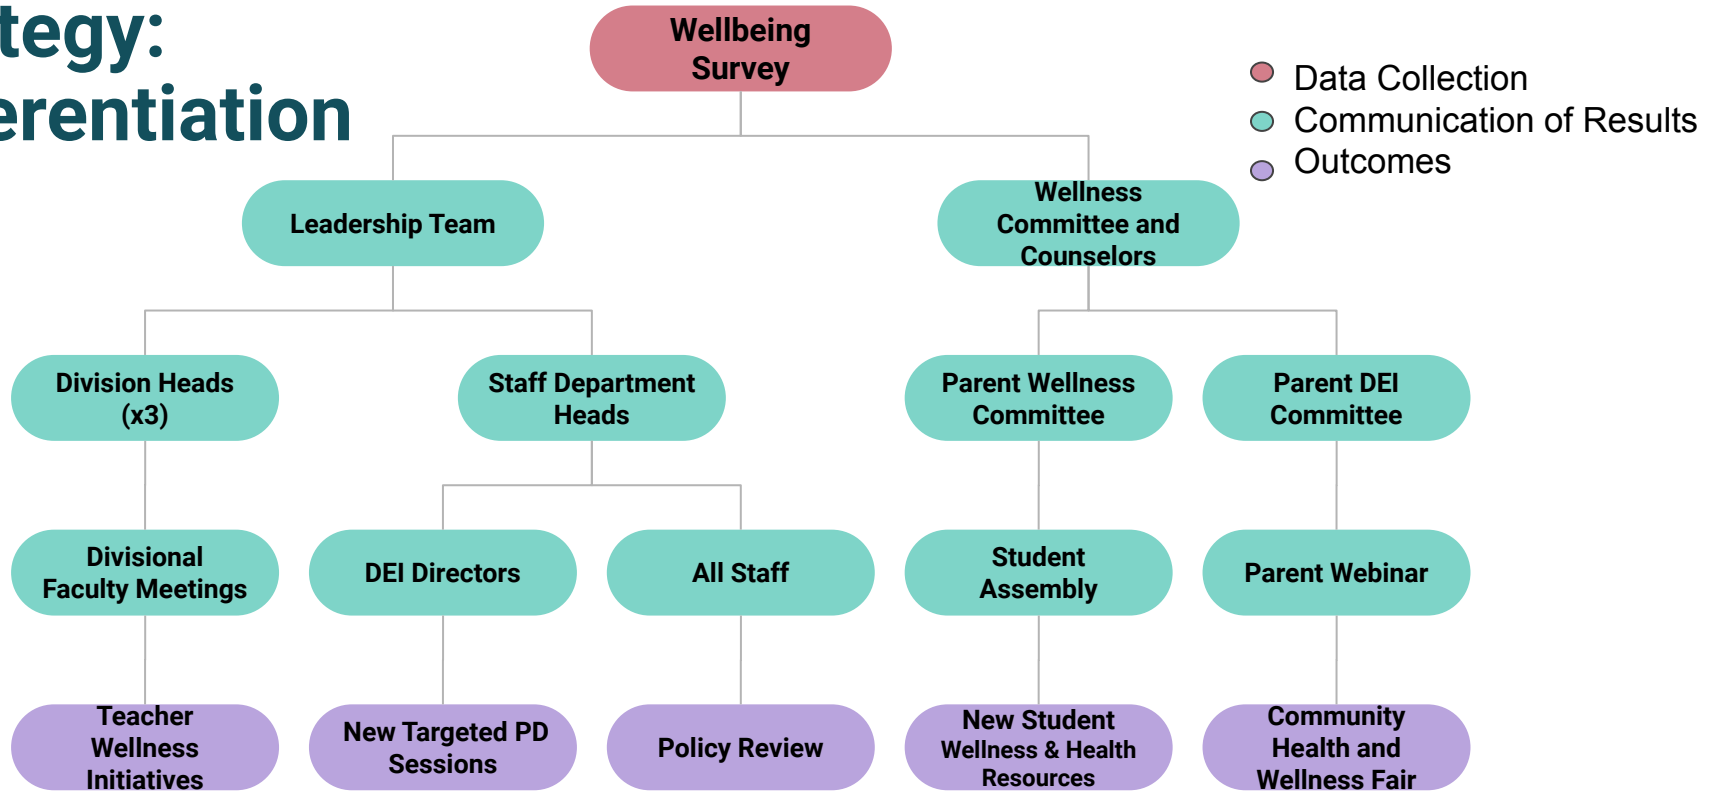 tegy:
erentiation
Wellbeing
Survey
Data Collection
Communication of Results
Outcomes
Leadership Team
Wellness
Committee and
Counselors
Division Heads
(x3)
Staff Department
Heads
Parent Wellness
Committee
Parent DEI
Committee
Divisional
Faculty Meetings
DEI Directors
All Staff
Student
Assembly
Parent Webinar
Teacher
Wellness
Initiatives
New Targeted PD
Sessions
Policy Review
New Student
Wellness & Health
Resources
Community
Health and
Wellness Fair